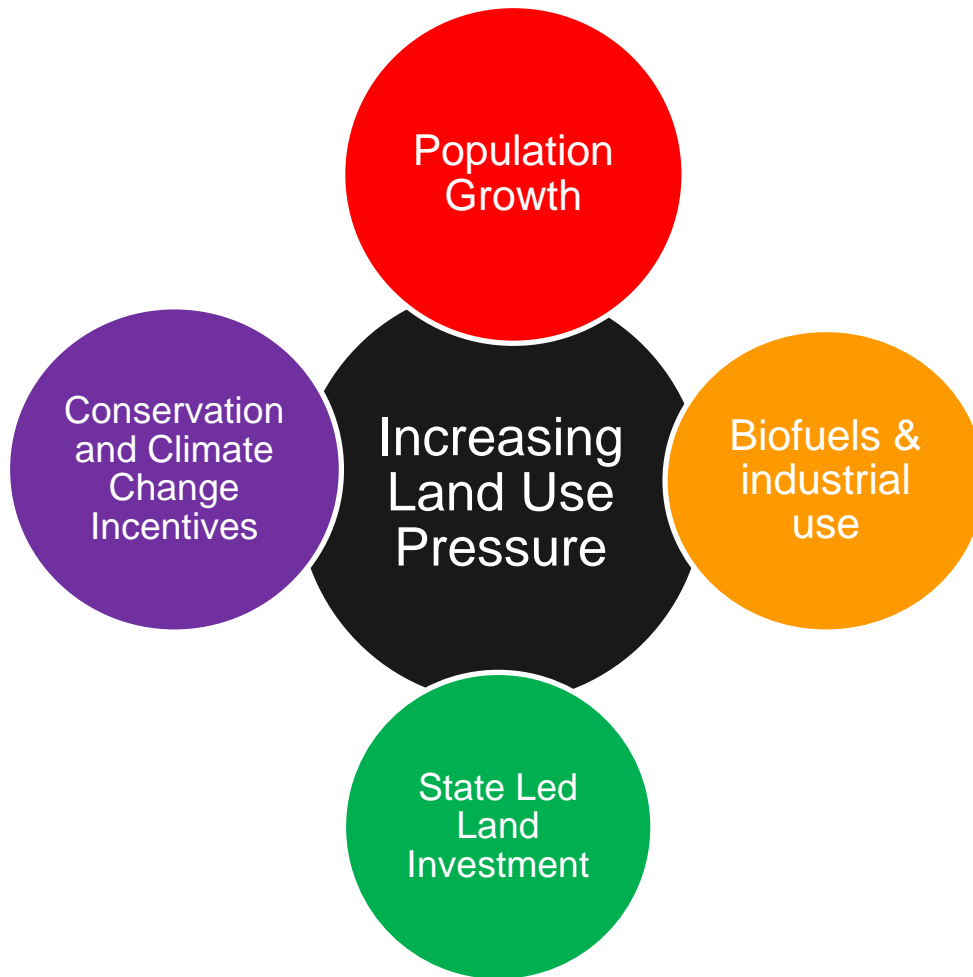 Population
Growth
Conservation
and Climate
Change
Incentives
Increasing
Land Use
Pressure
Biofuels &
industrial
use
State Led
Land
Investment